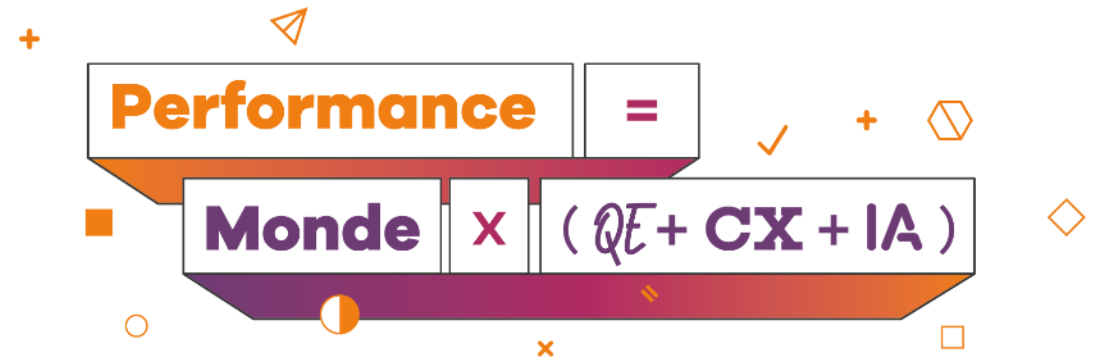 Performance =
Monde x ( QE + CX + IA )